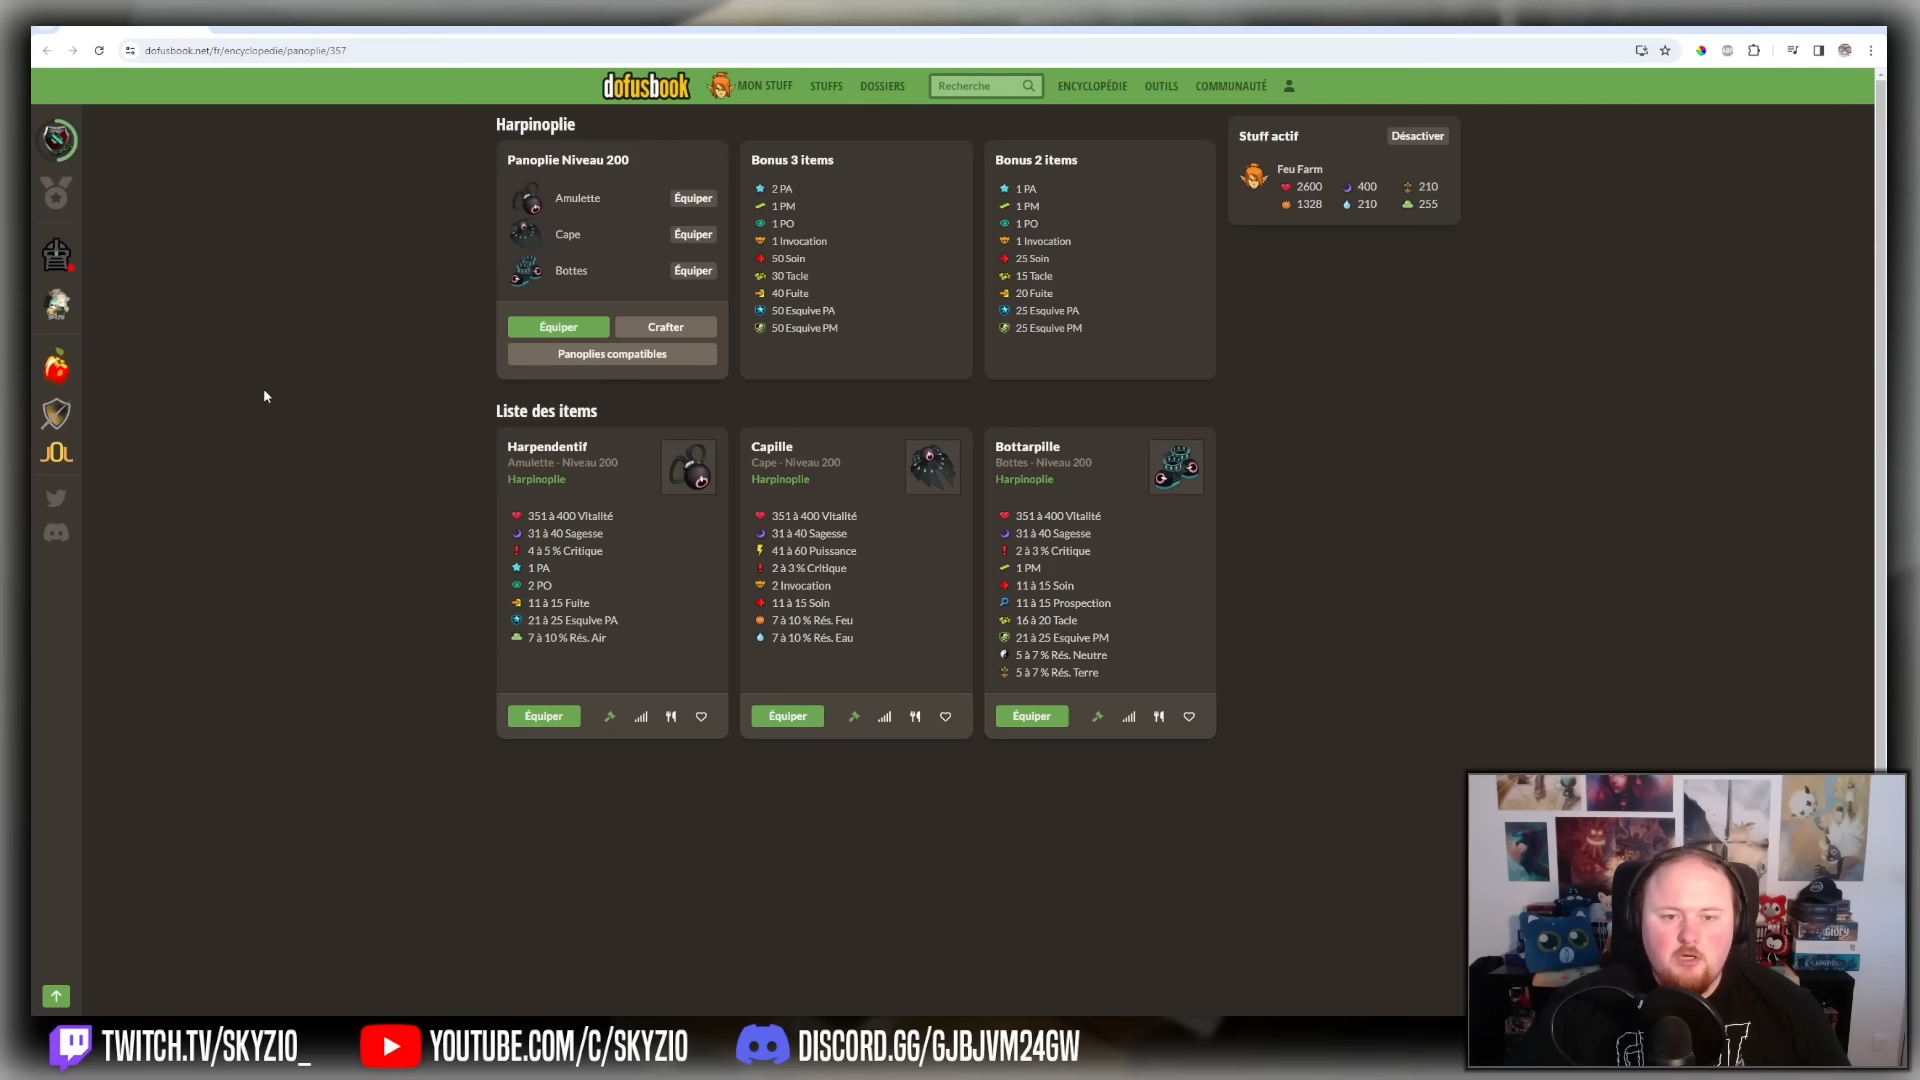 dofusbook.net/fr/encyclopedie/panoplie/357
dofusbook
MON STUFF
STUFFS
DOSSIERS
Recherche
ENCYCLOPÉDIE
OUTILS
COMMUNAUTÉ
Harpinoplie
Panoplie Niveau 200
Amulette
Équiper
Cape
Équiper
Bottes
Équiper
Équiper
Crafter
Panoplies compatibles
Bonus 3 items
2 PA
1 PM
1 PO
1 Invocation
50 Soin
30 Tacle
40 Fuite
50 Esquive PA
50 Esquive PM
Bonus 2 items
1 PA
1 PM
1 PO
1 Invocation
25 Soin
15 Tacle
20 Fuite
25 Esquive PA
25 Esquive PM
Stuff actif
Désactiver
Feu Farm
2600 400 210
1328 210 255
Liste des items
Harpendentif
Amulette - Niveau 200
Harpinoplie
351 à 400 Vitalité
31 à 40 Sagesse
4 à 5 % Critique
1 PA
2 PO
11 à 15 Fuite
21 à 25 Esquive PA
7 à 10 % Rés. Air
Équiper
Capille
Cape - Niveau 200
Harpinoplie
351 à 400 Vitalité
31 à 40 Sagesse
41 à 60 Puissance
2 à 3 % Critique
2 Invocation
11 à 15 Soin
7 à 10 % Rés. Feu
7 à 10 % Rés. Eau
Équiper
Bottarpille
Bottes - Niveau 200
Harpinoplie
351 à 400 Vitalité
31 à 40 Sagesse
2 à 3 % Critique
1 PM
11 à 15 Soin
11 à 15 Prospection
16 à 20 Tacle
21 à 25 Esquive PM
5 à 7 % Rés. Neutre
5 à 7 % Rés. Terre
Équiper
JOL
TWITCH.TV/SKYZIO_
YOUTUBE.COM/C/SKYZIO
DISCORD.GG/GJBJVM24GW